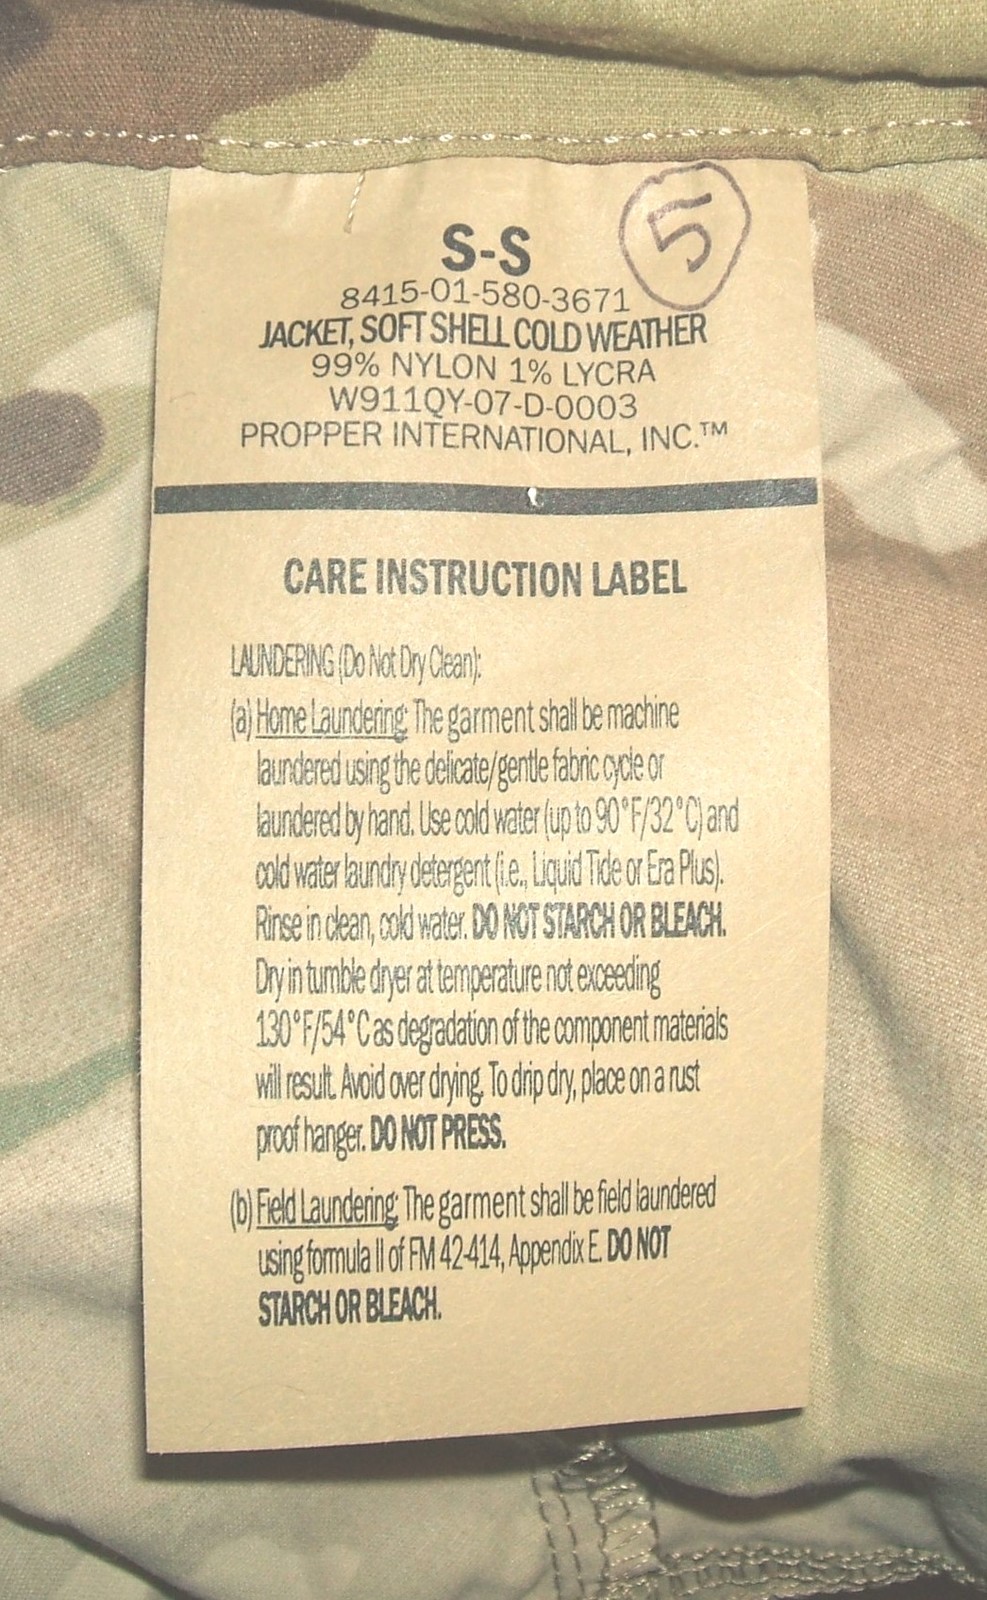 5
S-S
8415-01-580-3671
JACKET, SOFT SHELL COLD WEATHER
99% NYLON 1% LYCRA
W911QY-07-D-0003
PROPPER INTERNATIONAL, INC.™
CARE INSTRUCTION LABEL
LAUNDERING (Do Not Dry Clean):
(a) Home Laundering: The garment shall be machine
laundered using the delicate/gentle fabric cycle or
laundered by hand. Use cold water (up to 90°F/32°C) and
cold water laundry detergent (i.e., Liquid Tide or Era Plus).
Rinse in clean, cold water. DO NOT STARCH OR BLEACH.
Dry in tumble dryer at temperature not exceeding
130°F/54°C as degradation of the component materials
will result. Avoid over drying. To drip dry, place on a rust
proof hanger. DO NOT PRESS.
(b) Field Laundering: The garment shall be field laundered
using formula II of FM 42-414, Appendix E. DO NOT
STARCH OR BLEACH.